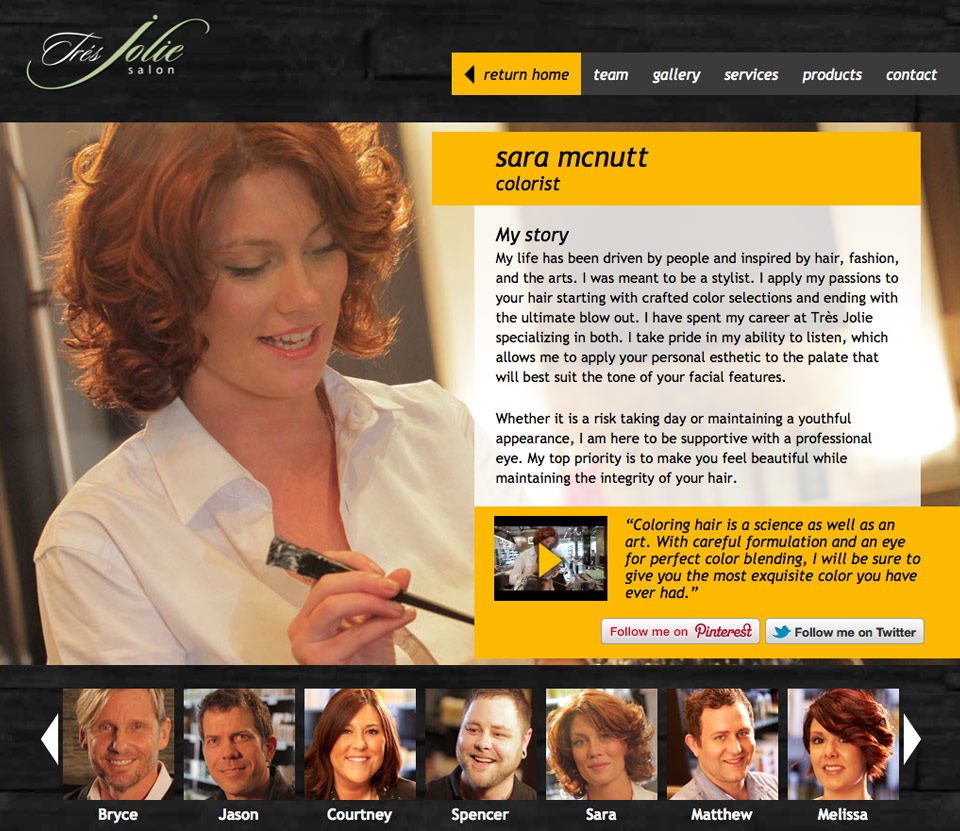 Trés Jolie
salon
return home team gallery services products contact
sara mcnutt
colorist
My story
My life has been driven by people and inspired by hair, fashion,
and the arts. I was meant to be a stylist. I apply my passions to
your hair starting with crafted color selections and ending with
the ultimate blow out. I have spent my career at Très Jolie
specializing in both. I take pride in my ability to listen, which
allows me to apply your personal esthetic to the palate that
will best suit the tone of your facial features.
Whether it is a risk taking day or maintaining a youthful
appearance, I am here to be supportive with a professional
eye. My top priority is to make you feel beautiful while
maintaining the integrity of your hair.
“Coloring hair is a science as well as an
art. With careful formulation and an eye
for perfect color blending, I will be sure to
give you the most exquisite color you have
ever had.”
Follow me on Pinterest Follow me on Twitter
Bryce Jason Courtney Spencer Sara Matthew Melissa